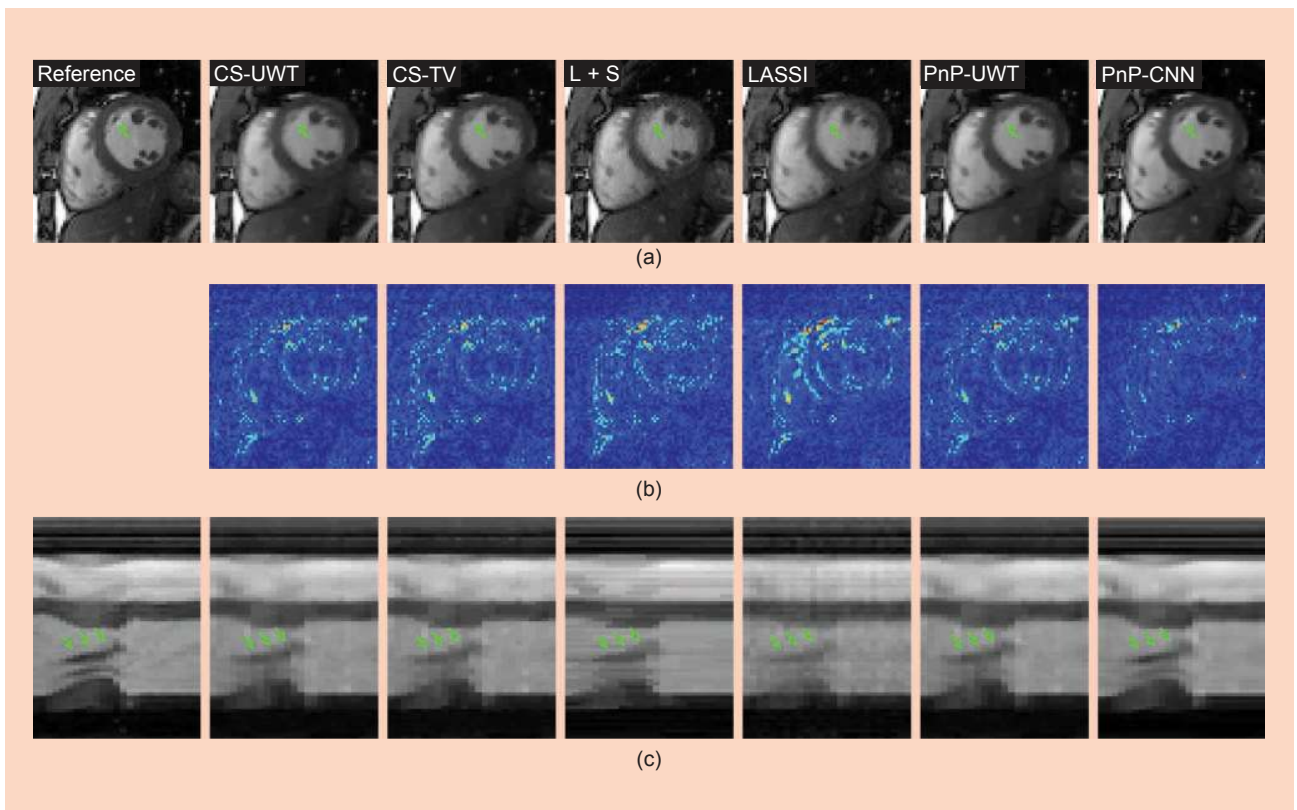 Reference
CS-UWT
CS-TV
L + S
LASSI
PnP-UWT
PnP-CNN
(a)
(b)
(c)